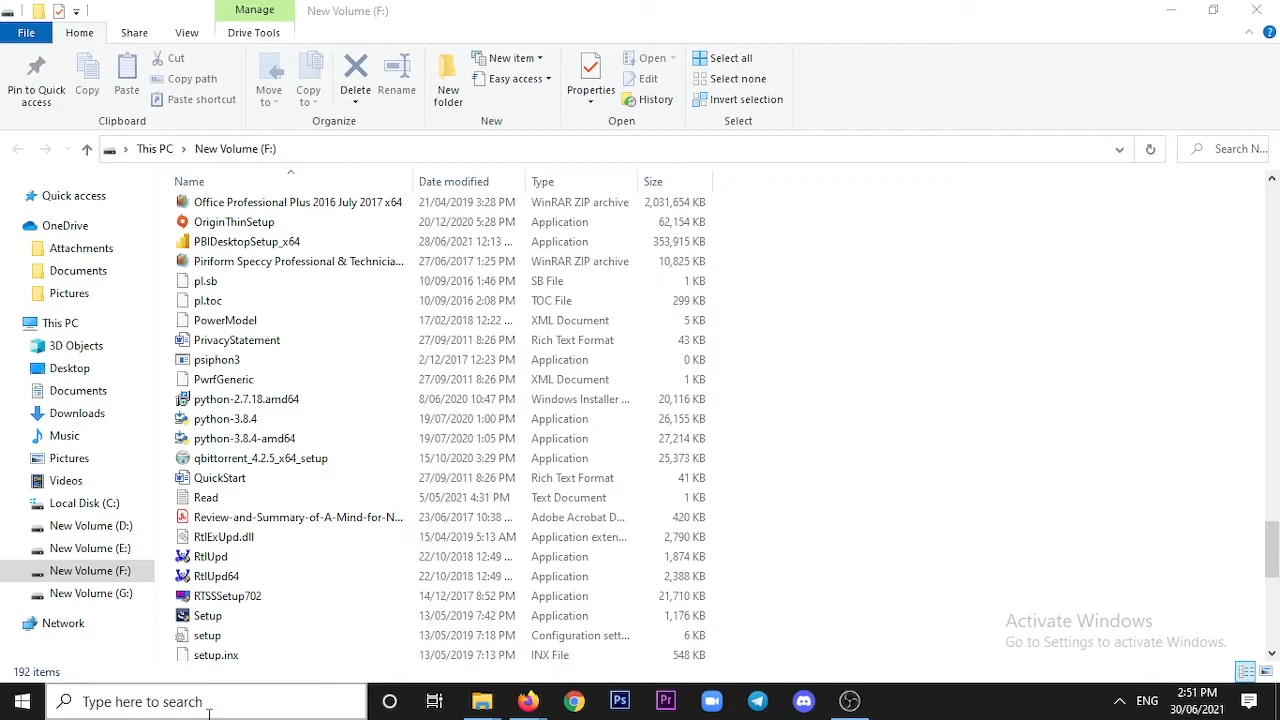 Manage
New Volume (F:)
File
Home
Share
View
Drive Tools
Pin to Quick access
Copy
Paste
Cut
Copy path
Paste shortcut
Move to
Copy to
Delete
Rename
New folder
New item
Easy access
Properties
Open
Edit
History
Select all
Select none
Invert selection
Clipboard
Organize
New
Open
Select
This PC
New Volume (F:)
Search N...
Name
Date modified
Type
Size
Quick access
OneDrive
Attachments
Documents
Pictures
This PC
3D Objects
Desktop
Documents
Downloads
Music
Pictures
Videos
Local Disk (C:)
New Volume (D:)
New Volume (E:)
New Volume (F:)
New Volume (G:)
Network
Office Professional Plus 2016 July 2017 x64 21/04/2019 3:28 PM WinRAR ZIP archive 2,031,654 KB
OriginThinSetup 20/12/2020 5:28 PM Application 62,154 KB
PBIDesktopSetup_x64 28/06/2021 12:13 ... Application 353,915 KB
Piriform Speccy Professional & Technicia... 27/06/2017 1:25 PM WinRAR ZIP archive 10,825 KB
pl.sb 10/09/2016 1:46 PM SB File 1 KB
pl.toc 10/09/2016 2:08 PM TOC File 299 KB
PowerModel 17/02/2018 12:22 ... XML Document 5 KB
PrivacyStatement 27/09/2011 8:26 PM Rich Text Format 43 KB
psiphon3 2/12/2017 12:23 PM Application 0 KB
PwrfGeneric 27/09/2011 8:26 PM XML Document 1 KB
python-2.7.18.amd64 8/06/2020 10:47 PM Windows Installer ... 20,116 KB
python-3.8.4 19/07/2020 1:00 PM Application 26,155 KB
python-3.8.4-amd64 19/07/2020 1:05 PM Application 27,214 KB
qbittorrent_4.2.5_x64_setup 15/10/2020 3:29 PM Application 25,373 KB
QuickStart 27/09/2011 8:26 PM Rich Text Format 41 KB
Read 5/05/2021 4:31 PM Text Document 1 KB
Review-and-Summary-of-A-Mind-for-N... 23/06/2017 10:38 ... Adobe Acrobat D... 420 KB
RtlExUpd.dll 15/04/2019 5:13 AM Application exten... 2,790 KB
RtlUpd 22/10/2018 12:49 ... Application 1,874 KB
RtlUpd64 22/10/2018 12:49 ... Application 2,388 KB
RTSSSetup702 14/12/2017 8:52 PM Application 21,710 KB
Setup 13/05/2019 7:42 PM Application 1,176 KB
setup 13/05/2019 7:18 PM Configuration sett... 6 KB
setup.inx 13/05/2019 7:13 PM INX File 548 KB
Activate Windows
Go to Settings to activate Windows.
192 items
Type here to search
Ps
Pr
ENG
2:51 PM
30/06/2021